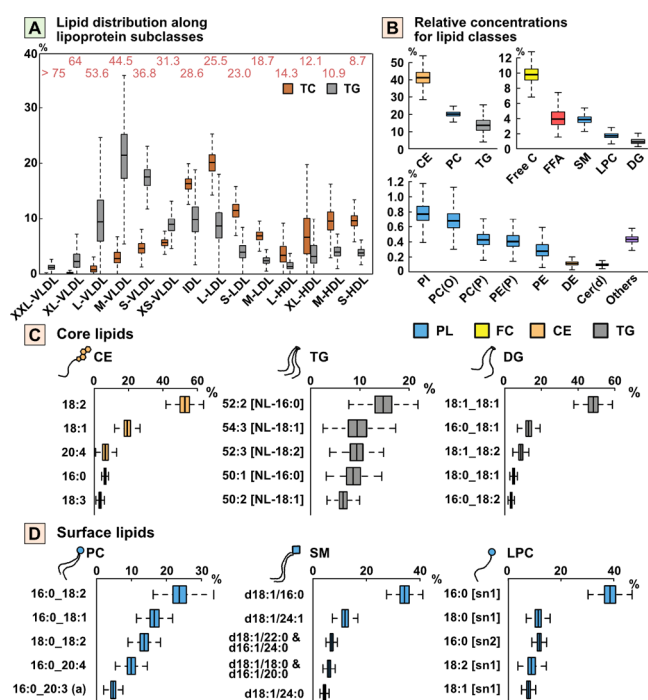 A Lipid distribution along lipoprotein subclasses
%
64 44.5 31.3 25.5 18.7 12.1 8.7
> 75 53.6 36.8 28.6 23.0 14.3 10.9
TC TG
40
30
20
10
0
XXL-VLDL XL-VLDL L-VLDL M-VLDL S-VLDL XS-VLDL IDL L-LDL S-LDL M-LDL L-HDL XL-HDL M-HDL S-HDL
B Relative concentrations for lipid classes
%
50
40
30
20
10
0
CE PC TG
%
12
10
8
6
4
2
0
Free C FFA SM LPC DG
1.2
1.0
0.8
0.6
0.4
0.2
0.0
PI PC(O) PC(P) PE(P) PE DE Cer(d) Others
PL FC CE TG
C Core lipids
CE
0 20 40 60 %
18:2
18:1
20:4
16:0
18:3
TG
0 10 20 %
52:2 [NL-16:0]
54:3 [NL-18:1]
52:3 [NL-18:2]
50:1 [NL-16:0]
50:2 [NL-18:1]
DG
0 20 40 60 %
18:1_18:1
16:0_18:1
18:1_18:2
18:0_18:1
16:0_18:2
D Surface lipids
PC
0 10 20 30 %
16:0_18:2
16:0_18:1
18:0_18:2
16:0_20:4
16:0_20:3 (a)
SM
0 20 40 %
d18:1/16:0
d18:1/24:1
d18:1/22:0 &
d16:1/24:0
d18:1/18:0 &
d16:1/20:0
d18:1/24:0
LPC
0 20 40 %
16:0 [sn1]
18:0 [sn1]
16:0 [sn2]
18:2 [sn1]
18:1 [sn1]